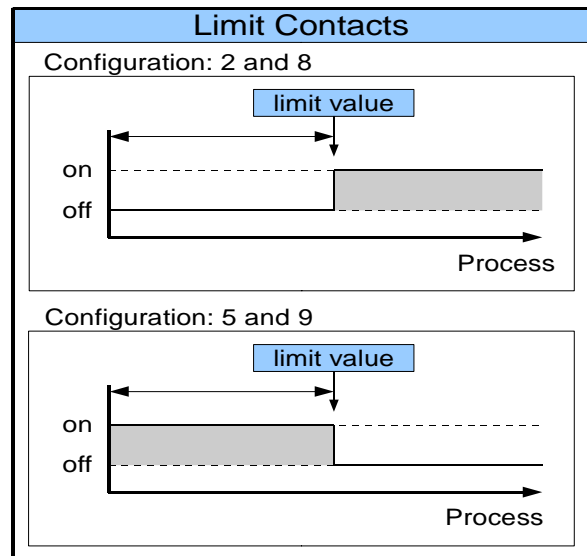 Limit Contacts
Configuration: 2 and 8
limit value
on
off
Process
Configuration: 5 and 9
limit value
on
off
Process